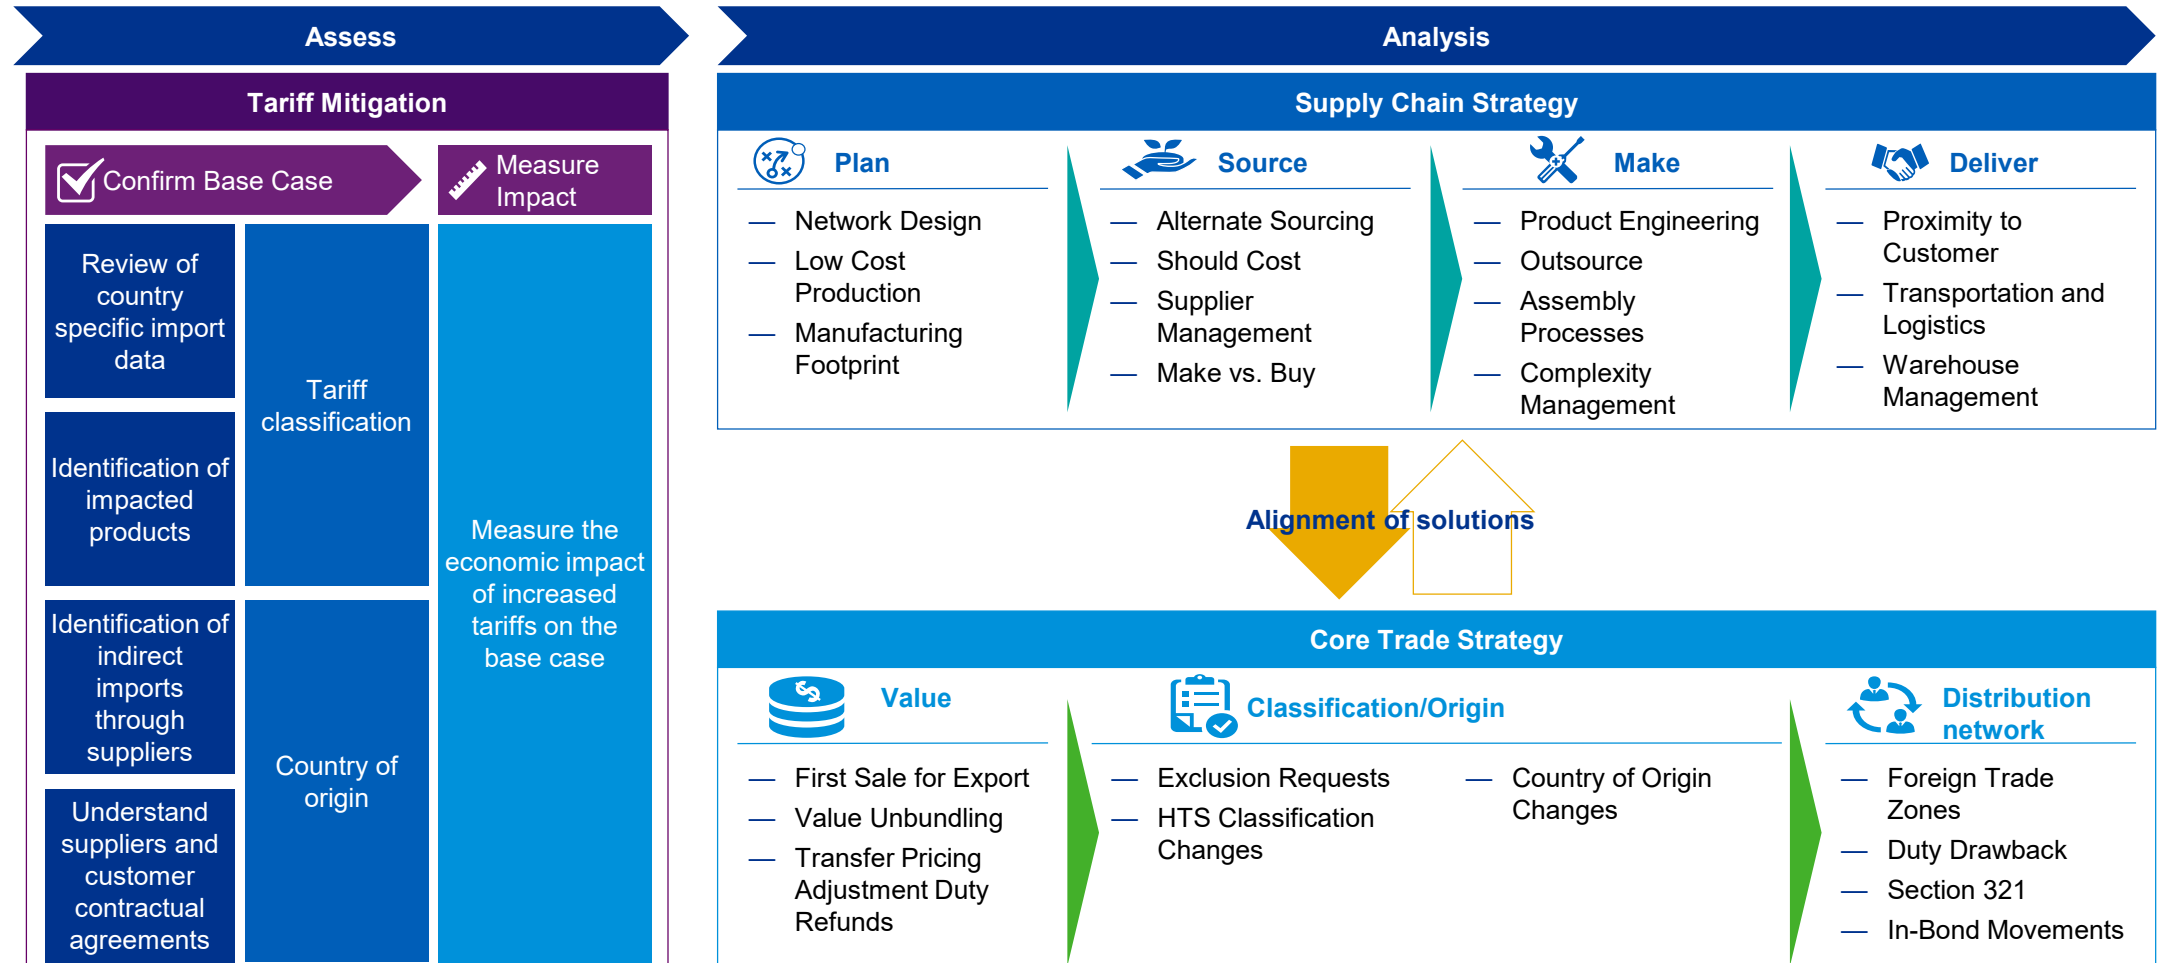 Assess
Tariff Mitigation
Confirm Base Case
Measure
Impact
Review of
country
specific import
data
Identification of
impacted
products
Identification of
indirect
imports
through
suppliers
Understand
suppliers and
customer
contractual
agreements
Tariff
classification
Country of
origin
Measure the
economic impact
of increased
tariffs on the
base case
Analysis
Supply Chain Strategy
Plan
— Network Design
— Low Cost
Production
— Manufacturing
Footprint
Source
— Alternate Sourcing
— Should Cost
— Supplier
Management
— Make vs. Buy
Make
— Product Engineering
— Outsource
— Assembly
Processes
— Complexity
Management
Deliver
— Proximity to
Customer
— Transportation and
Logistics
— Warehouse
Management
Alignment of solutions
Core Trade Strategy
$
Value
— First Sale for Export
— Value Unbundling
— Transfer Pricing
Adjustment Duty
Refunds
Classification/Origin
— Exclusion Requests
— HTS Classification
Changes
— Country of Origin
Changes
Distribution
network
— Foreign Trade
Zones
— Duty Drawback
— Section 321
— In-Bond Movements